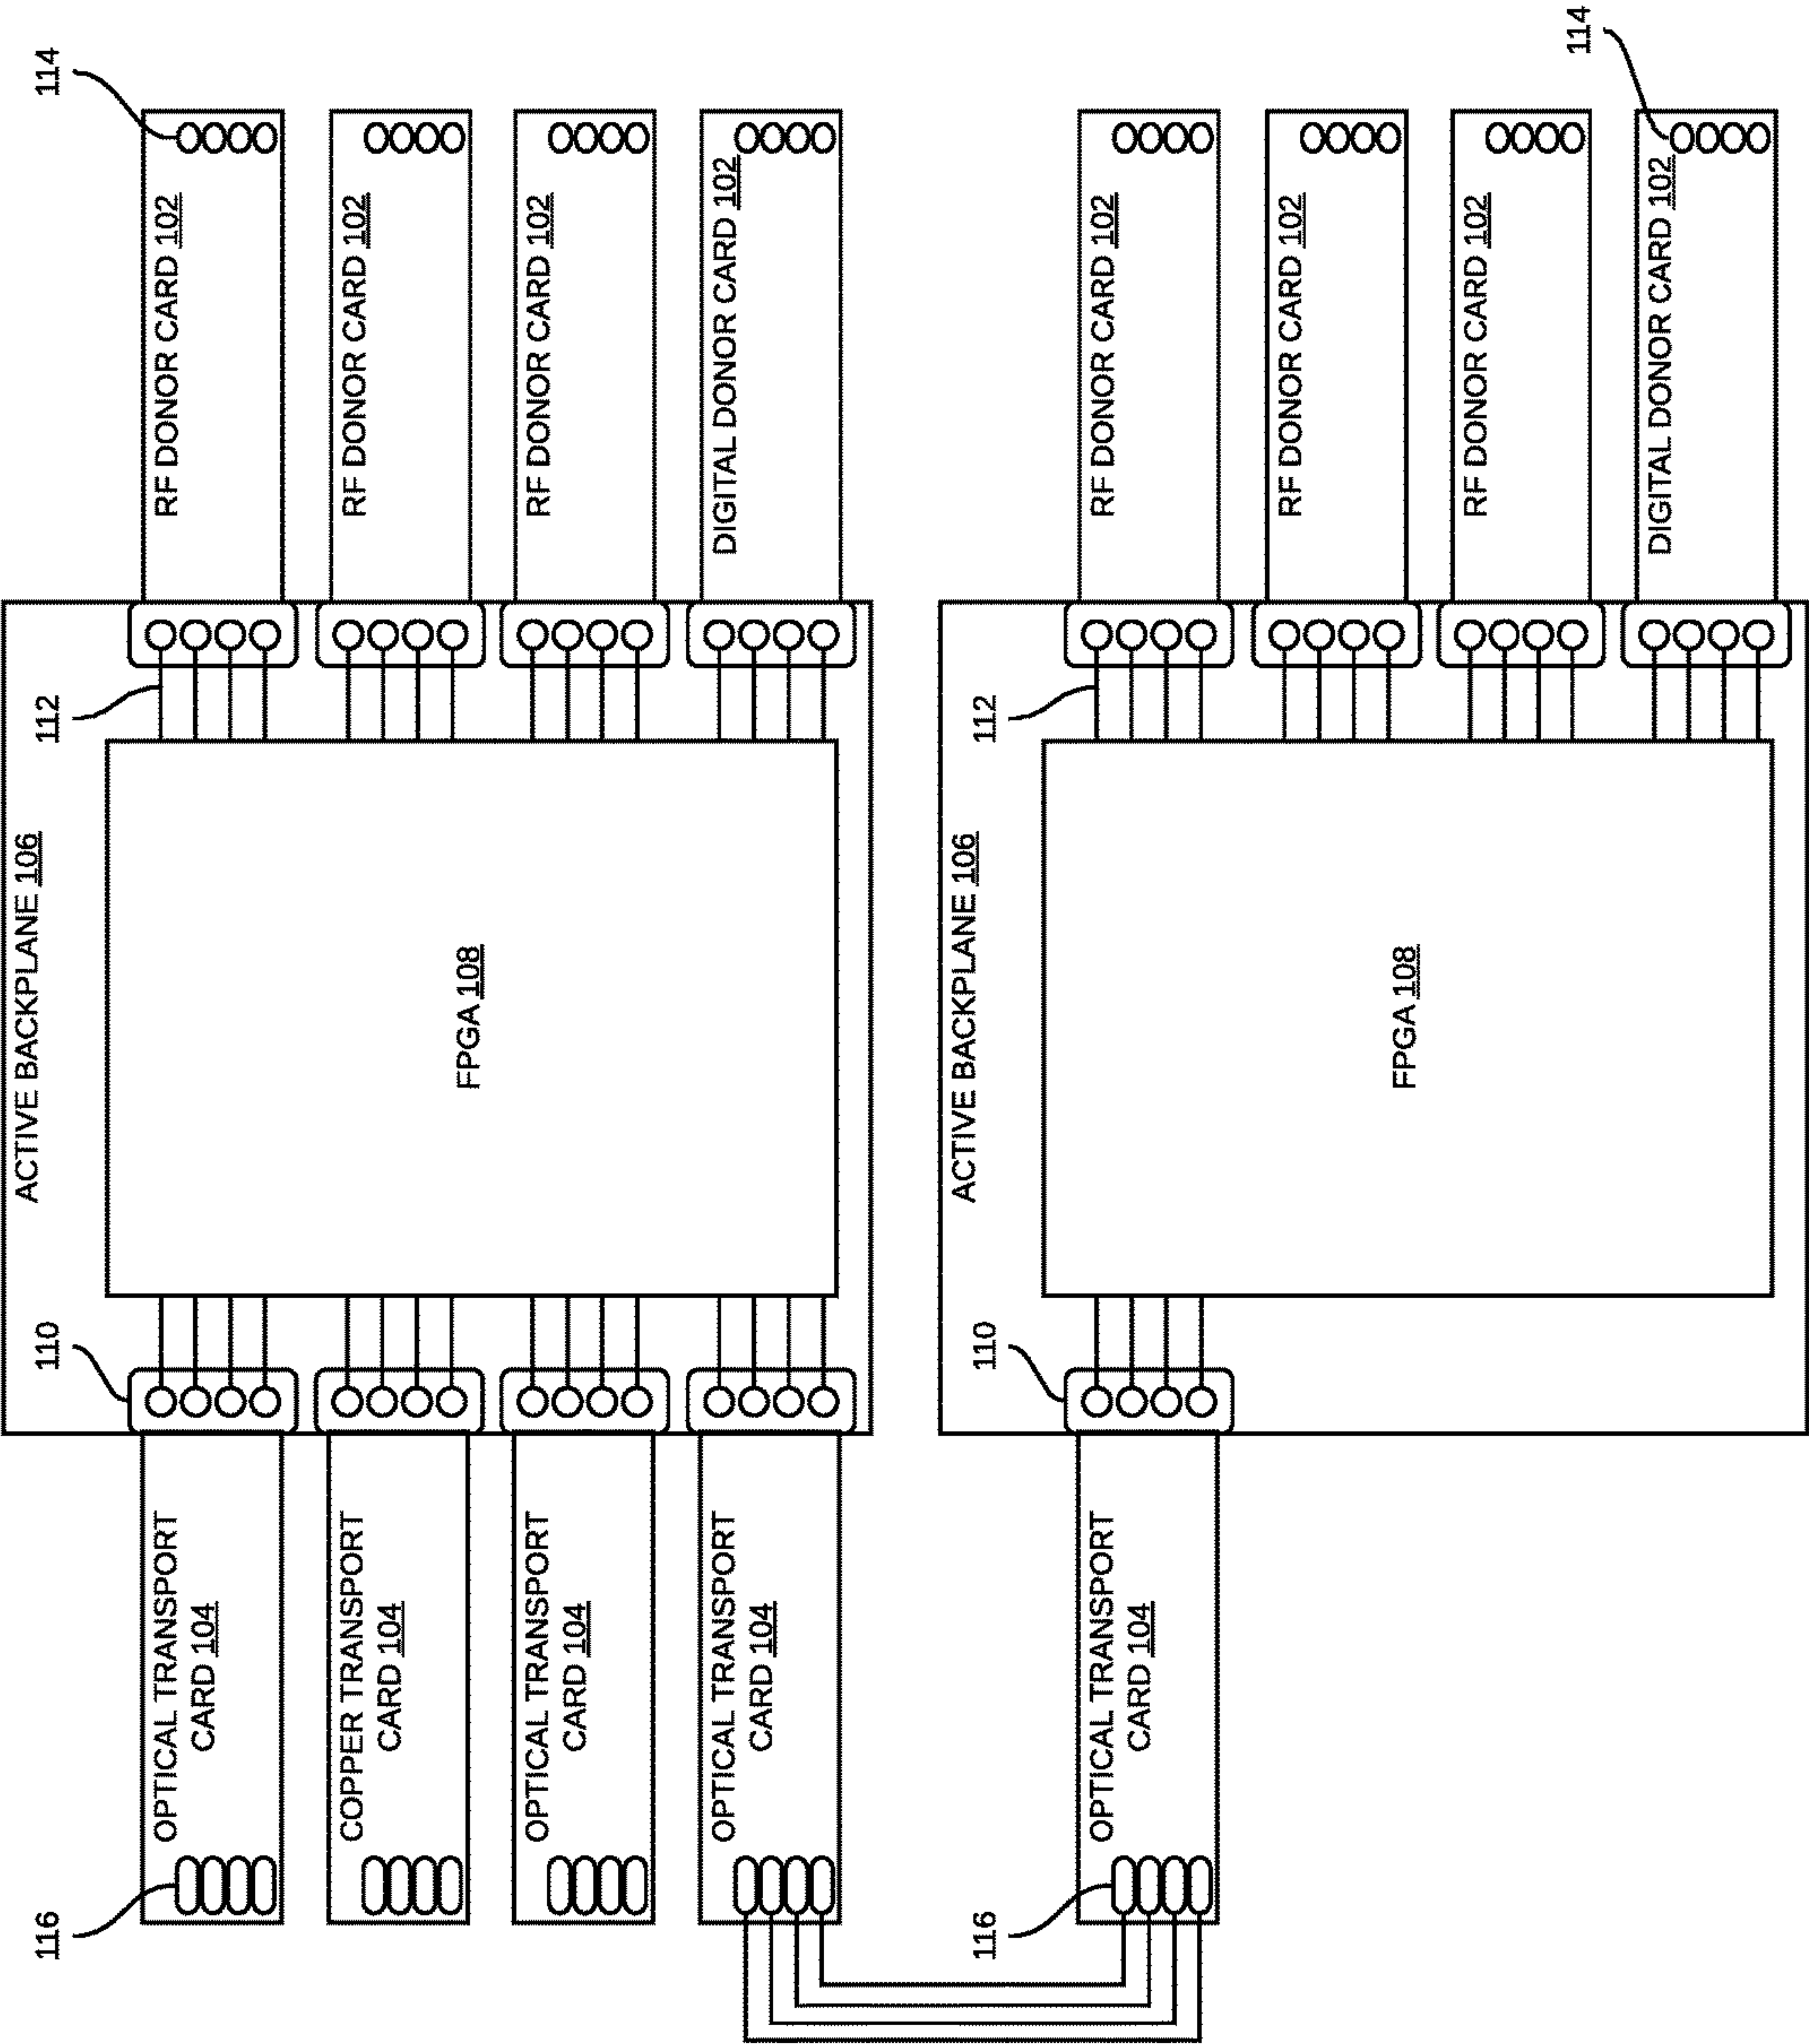 ACTIVE BACKPLANE 106
116
110
112
114
OPTICAL TRANSPORT
CARD 104
RF DONOR CARD 102
COPPER TRANSPORT
CARD 104
RF DONOR CARD 102
FPGA 108
OPTICAL TRANSPORT
CARD 104
RF DONOR CARD 102
OPTICAL TRANSPORT
CARD 104
DIGITAL DONOR CARD 102
ACTIVE BACKPLANE 106
116
110
112
OPTICAL TRANSPORT
CARD 104
RF DONOR CARD 102
RF DONOR CARD 102
FPGA 108
RF DONOR CARD 102
114
DIGITAL DONOR CARD 102